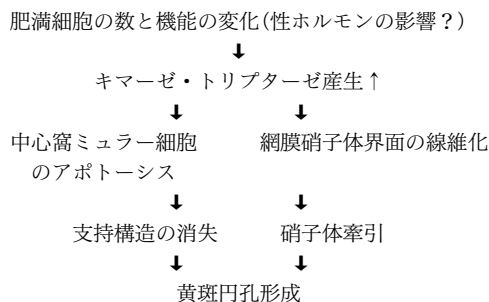 肥満細胞の数と機能の変化(性ホルモンの影響？)
⬇
キマーゼ・トリプターゼ産生↑
⬇ ⬇
中心窩ミュラー細胞 網膜硝子体界面の線維化
のアポトーシス
⬇ ⬇
支持構造の消失 硝子体牽引
⬇ ⬇
黄斑円孔形成